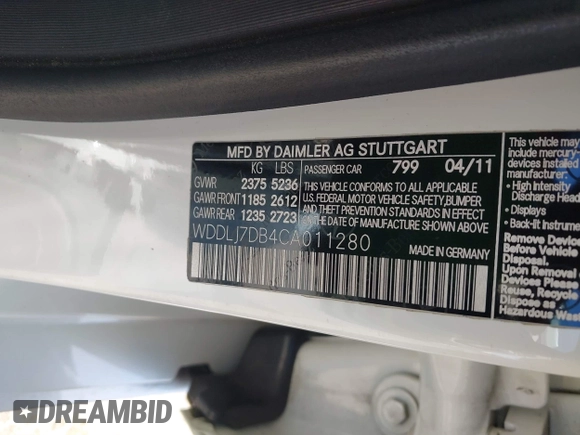 MFD BY DAIMLER AG STUTTGART
KG LBS PASSENGER CAR 799 04/11
GVWR 2375 5236
GAWR FRONT 1185 2612
GAWR REAR 1235 2723
THIS VEHICLE CONFORMS TO ALL APPLICABLE
U.S. FEDERAL MOTOR VEHICLE SAFETY,BUMPER
AND THEFT PREVENTION STANDARDS IN EFFECT
ON THE DATE OF MANUFACTURE SHOWN ABOVE.
WDDLJ7DB4CA011280
MADE IN GERMANY
This vehicle may
include mercury-
devices installed
manufacturer:
• High Intensity
Discharge Head
• Displays
• Back-It Instrum
Remove Device
Before Vehicle
Disposal.
Upon Removal
Devices Please
Reuse, Recycle
Dispose as
Hazardous Waste
DREAMBID